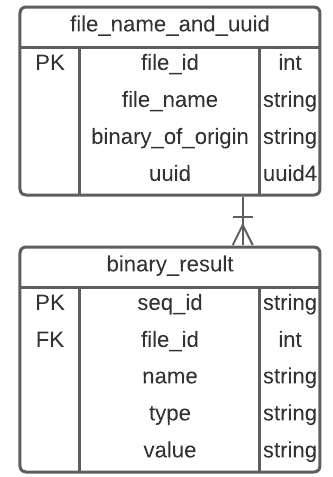 file_name_and_uuid
PK file_id int
file_name string
binary_of_origin string
uuid uuid4
binary_result
PK seq_id string
FK file_id int
name string
type string
value string